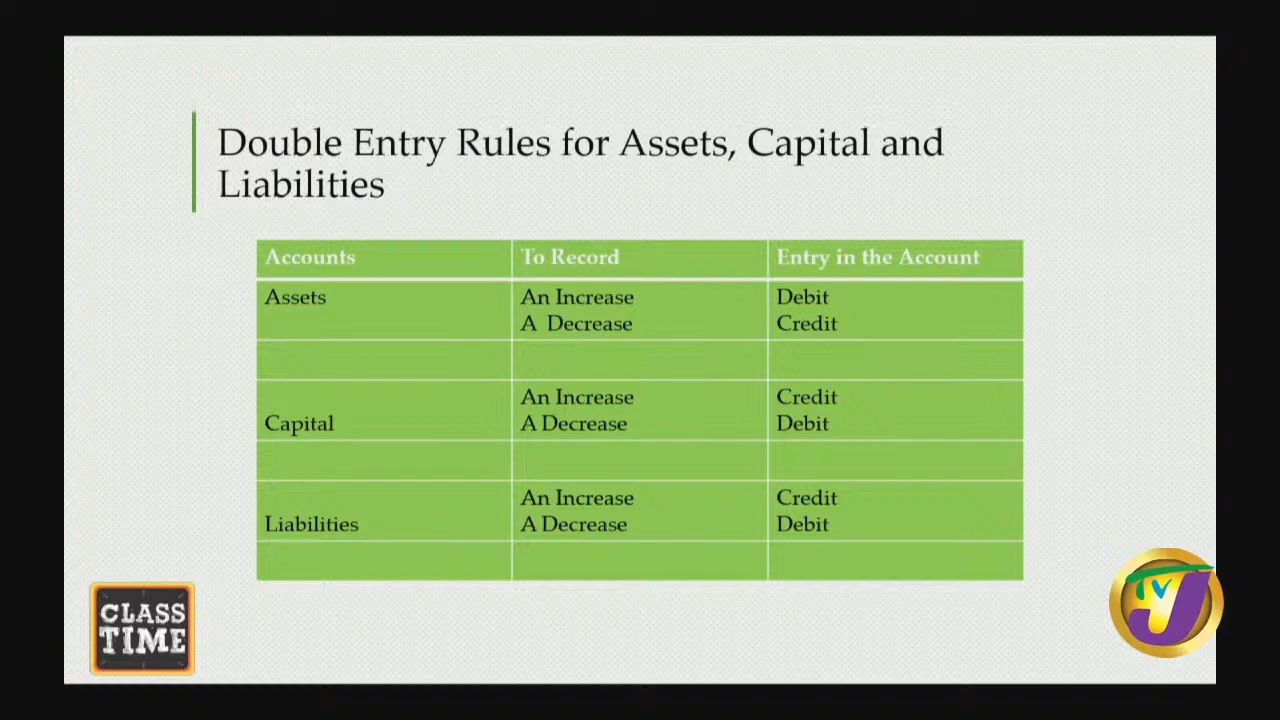 Double Entry Rules for Assets, Capital and
Liabilities
Accounts To Record Entry in the Account
Assets An Increase Debit
A Decrease Credit
An Increase Credit
Capital A Decrease Debit
An Increase Credit
Liabilities A Decrease Debit
CLASS
TIME
TVJ